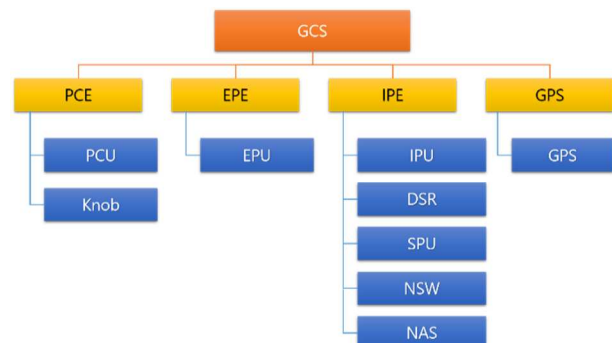 GCS
PCE
EPE
IPE
GPS
PCU
EPU
IPU
GPS
Knob
DSR
SPU
NSW
NAS